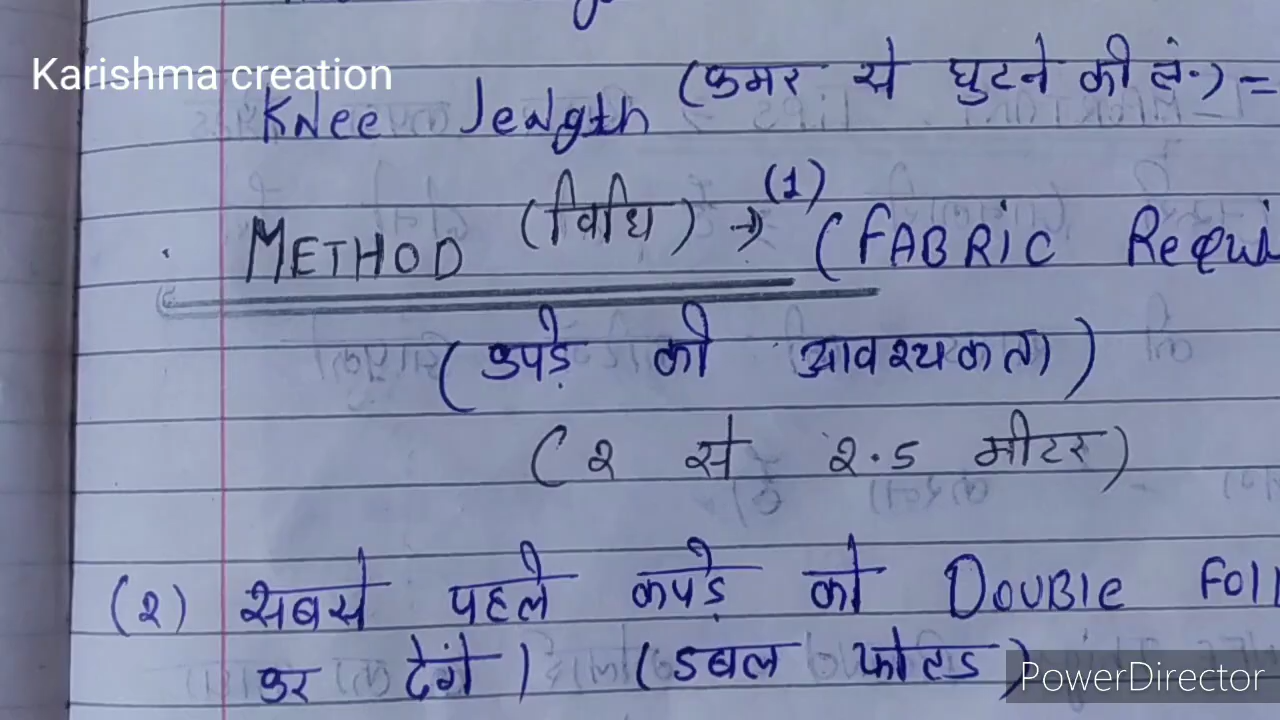 Karishma creation
Knee length (कमर से घुटने की लं.) =
METHOD (विधि) → (1) (FABRIC Requi
(कपड़े की आवश्यकता)
(2 से 2.5 मीटर)
(2) सबसे पहले कपड़े को DOUBLE Fol
कर देगें। (डबल फोल्ड)
PowerDirector